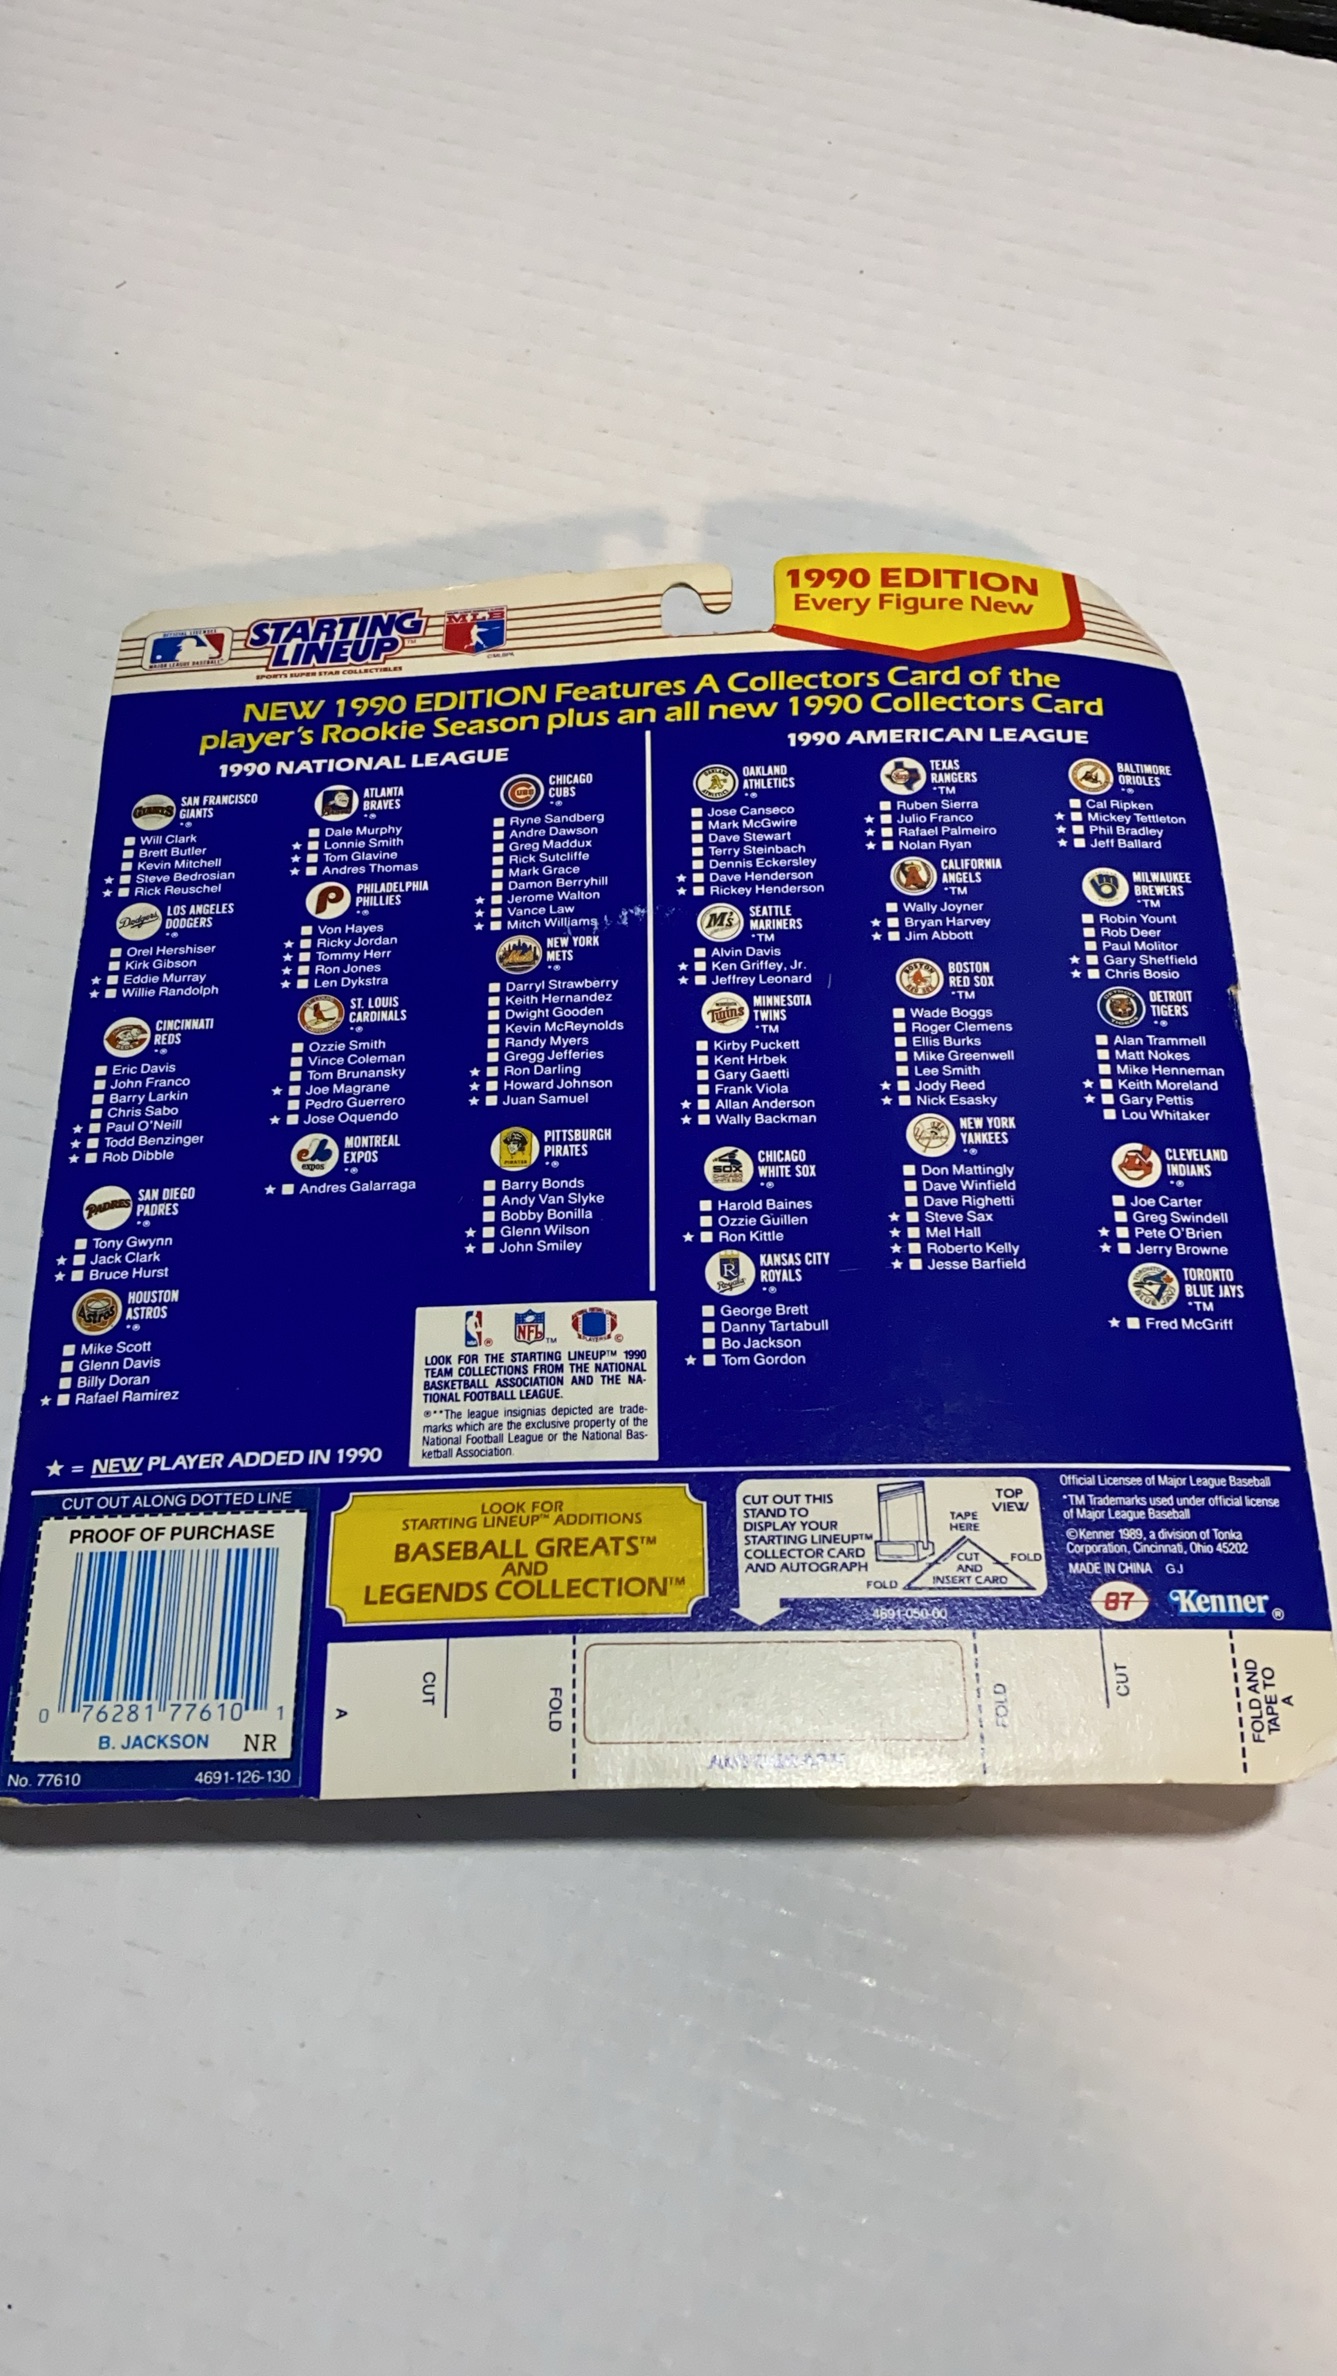 OFFICIAL LICENSEE
MAJOR LEAGUE BASEBALL
STARTING
LINEUP™
SPORTS SUPER STAR COLLECTIBLES
MLB
1990 EDITION
Every Figure New
NEW 1990 EDITION Features A Collectors Card of the
player's Rookie Season plus an all new 1990 Collectors Card
1990 NATIONAL LEAGUE
SAN FRANCISCO
GIANTS
*®
Will Clark
Brett Butler
Kevin Mitchell
★ Steve Bedrosian
★ Rick Reuschel
LOS ANGELES
DODGERS
*®
Orel Hershiser
Kirk Gibson
★ Eddie Murray
★ Willie Randolph
CINCINNATI
REDS
*®
Eric Davis
John Franco
Barry Larkin
Chris Sabo
★ Paul O'Neill
★ Todd Benzinger
★ Rob Dibble
SAN DIEGO
PADRES
*®
Tony Gwynn
★ Jack Clark
★ Bruce Hurst
HOUSTON
ASTROS
*®
Mike Scott
Glenn Davis
Billy Doran
★ Rafael Ramirez
ATLANTA
BRAVES
*®
Dale Murphy
★ Lonnie Smith
★ Tom Glavine
★ Andres Thomas
PHILADELPHIA
PHILLIES
*®
Von Hayes
★ Ricky Jordan
★ Tommy Herr
★ Ron Jones
★ Len Dykstra
ST. LOUIS
CARDINALS
*®
Ozzie Smith
Vince Coleman
Tom Brunansky
★ Joe Magrane
Pedro Guerrero
★ Jose Oquendo
MONTREAL
EXPOS
*®
★ Andres Galarraga
CHICAGO
CUBS
*®
Ryne Sandberg
Andre Dawson
Greg Maddux
Rick Sutcliffe
Mark Grace
Damon Berryhill
★ Jerome Walton
★ Vance Law
★ Mitch Williams
NEW YORK
METS
*®
Darryl Strawberry
Keith Hernandez
Dwight Gooden
Kevin McReynolds
Randy Myers
Gregg Jefferies
★ Ron Darling
★ Howard Johnson
★ Juan Samuel
PITTSBURGH
PIRATES
*®
Barry Bonds
Andy Van Slyke
Bobby Bonilla
★ Glenn Wilson
★ John Smiley
1990 AMERICAN LEAGUE
OAKLAND
ATHLETICS
*®
Jose Canseco
Mark McGwire
Dave Stewart
Terry Steinbach
Dennis Eckersley
★ Dave Henderson
★ Rickey Henderson
SEATTLE
MARINERS
*TM
Alvin Davis
★ Ken Griffey, Jr.
★ Jeffrey Leonard
MINNESOTA
TWINS
*TM
Kirby Puckett
Kent Hrbek
Gary Gaetti
Frank Viola
★ Allan Anderson
★ Wally Backman
CHICAGO
WHITE SOX
*®
Harold Baines
Ozzie Guillen
★ Ron Kittle
KANSAS CITY
ROYALS
*®
George Brett
Danny Tartabull
Bo Jackson
★ Tom Gordon
TEXAS
RANGERS
*TM
Ruben Sierra
★ Julio Franco
★ Rafael Palmeiro
★ Nolan Ryan
CALIFORNIA
ANGELS
*TM
Wally Joyner
★ Bryan Harvey
★ Jim Abbott
BOSTON
RED SOX
*TM
Wade Boggs
Roger Clemens
Ellis Burks
Mike Greenwell
Lee Smith
★ Jody Reed
★ Nick Esasky
NEW YORK
YANKEES
*®
Don Mattingly
Dave Winfield
Dave Righetti
★ Steve Sax
★ Mel Hall
★ Roberto Kelly
★ Jesse Barfield
BALTIMORE
ORIOLES
*®
Cal Ripken
★ Mickey Tettleton
★ Phil Bradley
★ Jeff Ballard
MILWAUKEE
BREWERS
*TM
Robin Yount
Rob Deer
Paul Molitor
★ Gary Sheffield
★ Chris Bosio
DETROIT
TIGERS
*®
Alan Trammell
Matt Nokes
Mike Henneman
★ Keith Moreland
★ Gary Pettis
Lou Whitaker
CLEVELAND
INDIANS
*®
Joe Carter
Greg Swindell
★ Pete O'Brien
★ Jerry Browne
TORONTO
BLUE JAYS
*TM
★ Fred McGriff
LOOK FOR THE STARTING LINEUP™ 1990
TEAM COLLECTIONS FROM THE NATIONAL
BASKETBALL ASSOCIATION AND THE NA-
TIONAL FOOTBALL LEAGUE.
®**The league insignias depicted are trade-
marks which are the exclusive property of the
National Football League or the National Bas-
ketball Association.
★ = NEW PLAYER ADDED IN 1990
CUT OUT ALONG DOTTED LINE
PROOF OF PURCHASE
0 76281 77610 1
B. JACKSON NR
No. 77610 4691-126-130
LOOK FOR
STARTING LINEUP™ ADDITIONS
BASEBALL GREATS™
AND
LEGENDS COLLECTION™
CUT OUT THIS
STAND TO
DISPLAY YOUR
STARTING LINEUP™
COLLECTOR CARD
AND AUTOGRAPH
TOP
VIEW
TAPE
HERE
CUT
AND
INSERT CARD
FOLD
FOLD
4691-050-00
Official Licensee of Major League Baseball
*TM Trademarks used under official license
of Major League Baseball
©Kenner 1989, a division of Tonka
Corporation, Cincinnati, Ohio 45202
MADE IN CHINA GJ
87
Kenner®
A
CUT
FOLD
FOLD
CUT
FOLD AND
TAPE TO
A